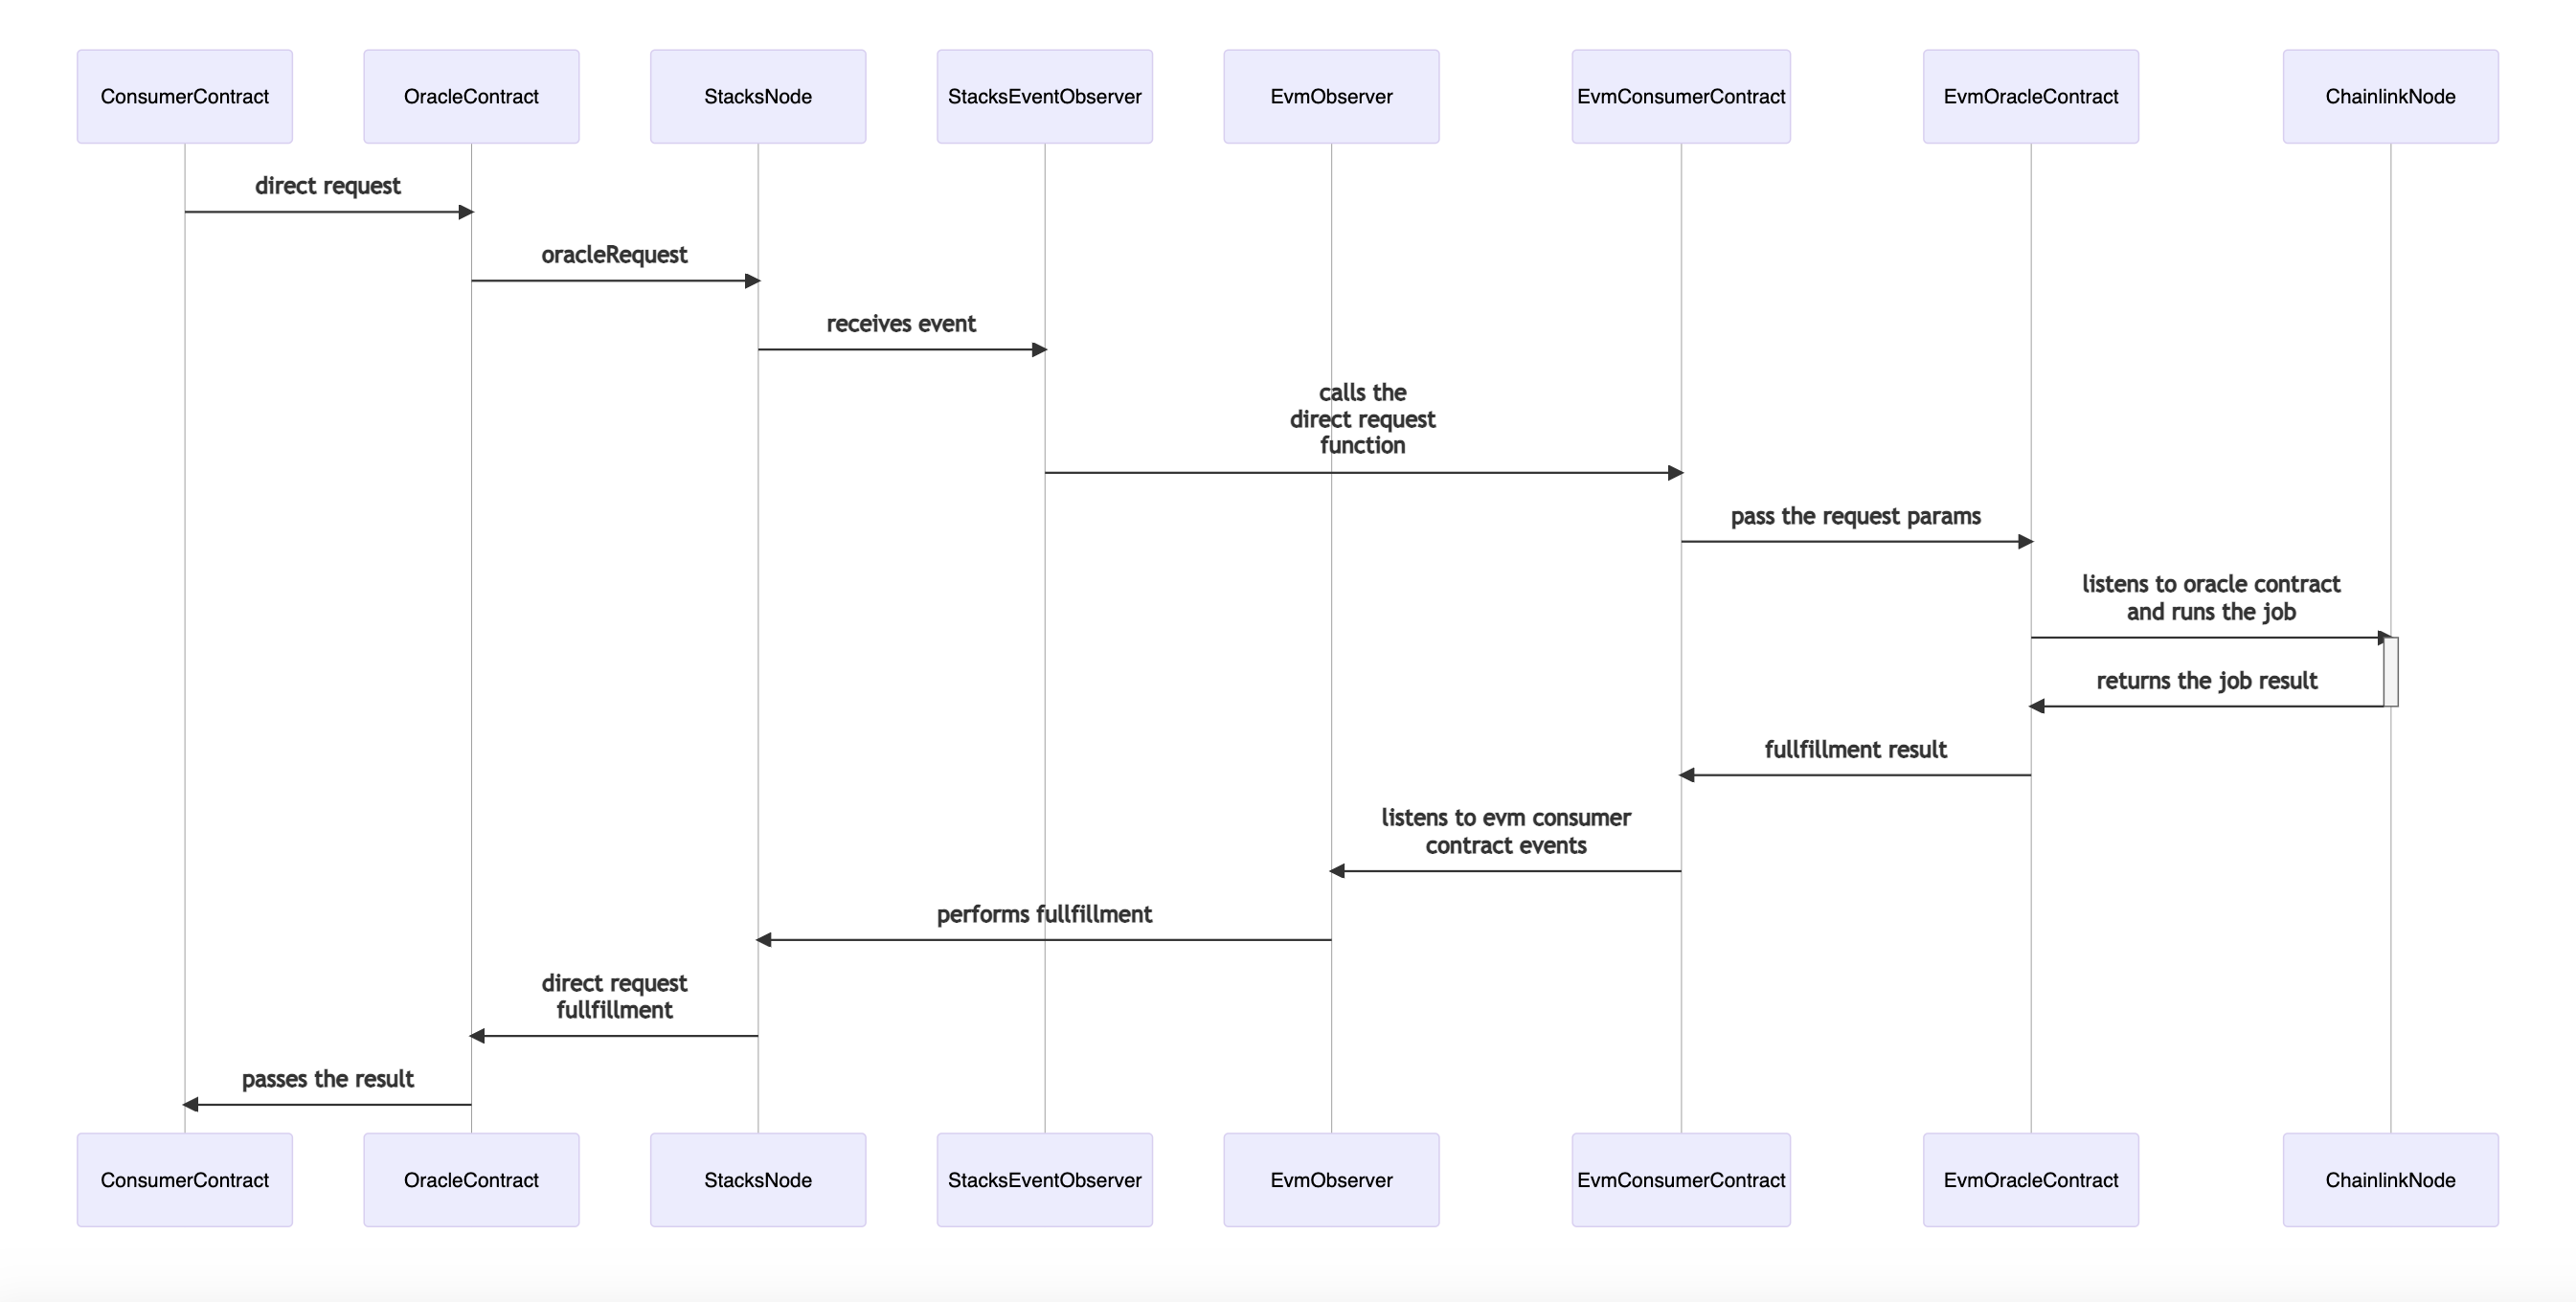 ConsumerContract
OracleContract
StacksNode
StacksEventObserver
EvmObserver
EvmConsumerContract
EvmOracleContract
ChainlinkNode
direct request
oracleRequest
receives event
calls the
direct request
function
pass the request params
listens to oracle contract
and runs the job
returns the job result
fullfillment result
listens to evm consumer
contract events
performs fullfillment
direct request
fullfillment
passes the result
ConsumerContract
OracleContract
StacksNode
StacksEventObserver
EvmObserver
EvmConsumerContract
EvmOracleContract
ChainlinkNode